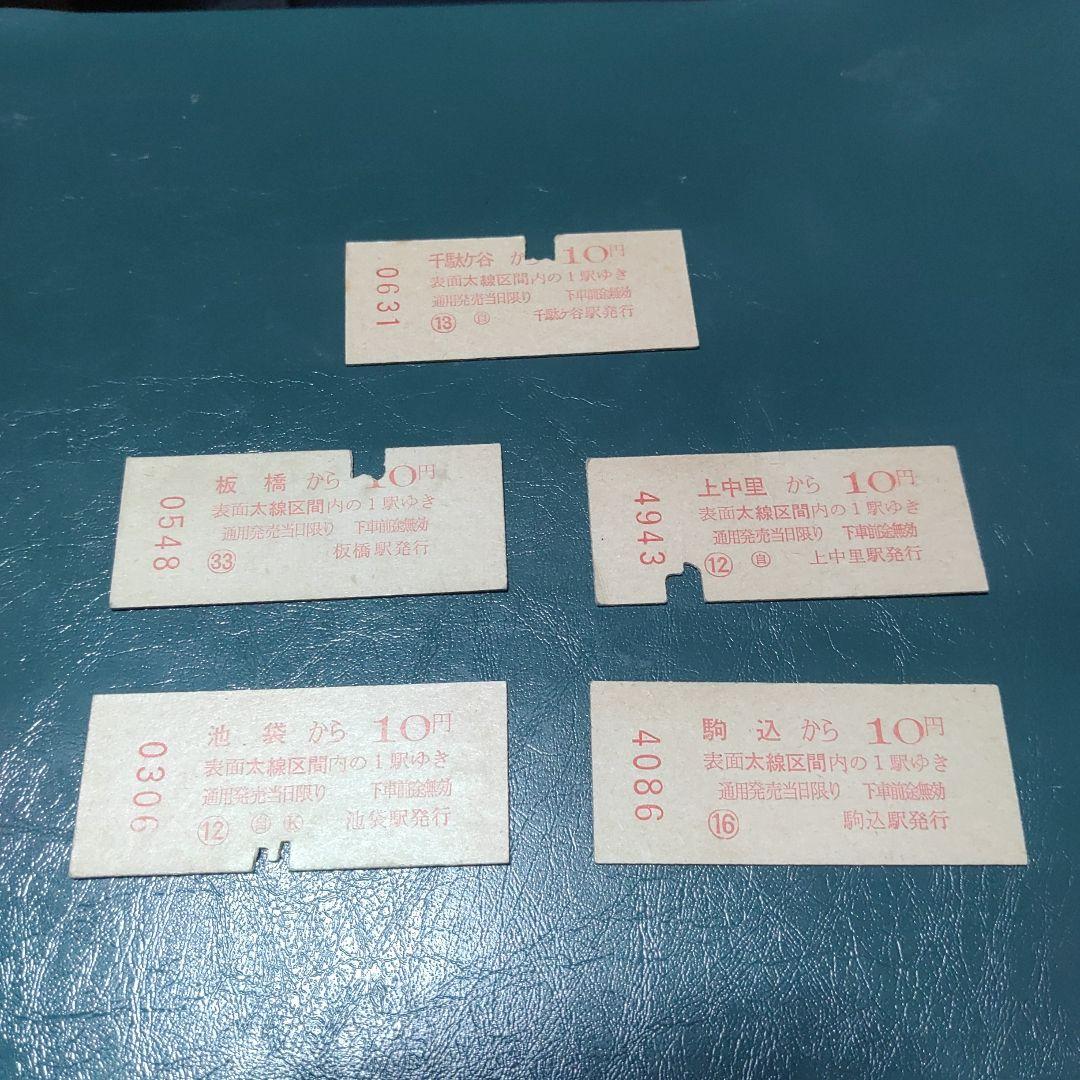 千駄ケ谷 から 10円
表面太線区間内の1駅ゆき
通用発売当日限り 下車前途無効
⑬ 自 千駄ケ谷駅発行
0631
板橋 から 10円
表面太線区間内の1駅ゆき
通用発売当日限り 下車前途無効
㉝ 板橋駅発行
0548
上中里 から 10円
表面太線区間内の1駅ゆき
通用発売当日限り 下車前途無効
⑫ 自 上中里駅発行
4943
池袋 から 10円
表面太線区間内の1駅ゆき
通用発売当日限り 下車前途無効
⑫ 自 K 池袋駅発行
0306
駒込 から 10円
表面太線区間内の1駅ゆき
通用発売当日限り 下車前途無効
⑯ 駒込駅発行
4086